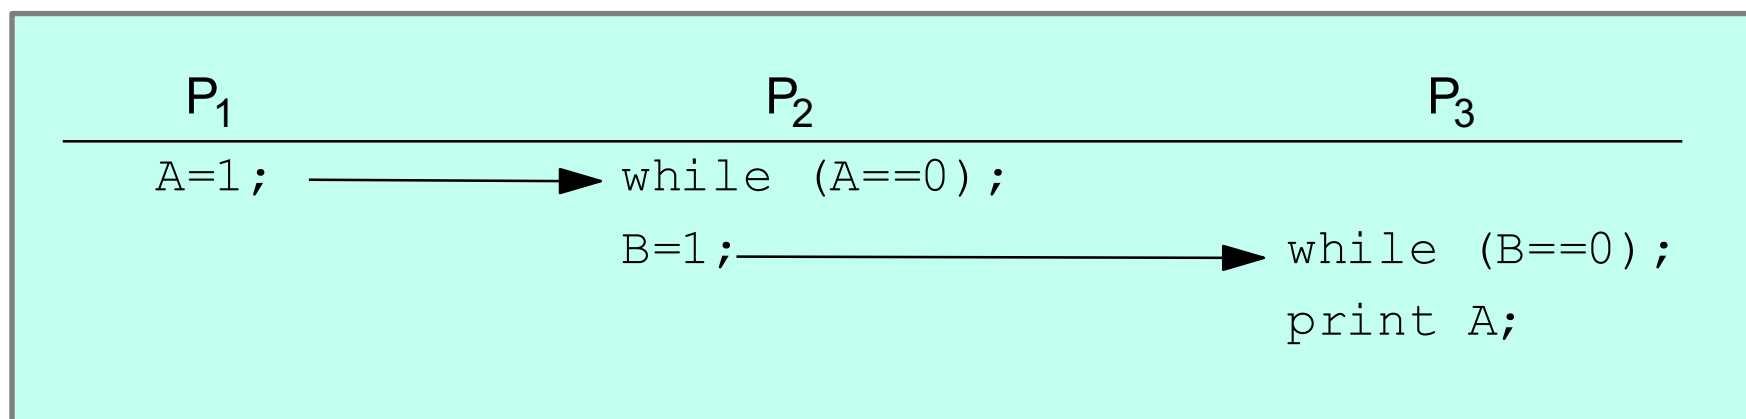 P1 P2 P3
A=1; while (A==0);
B=1; while (B==0);
print A;